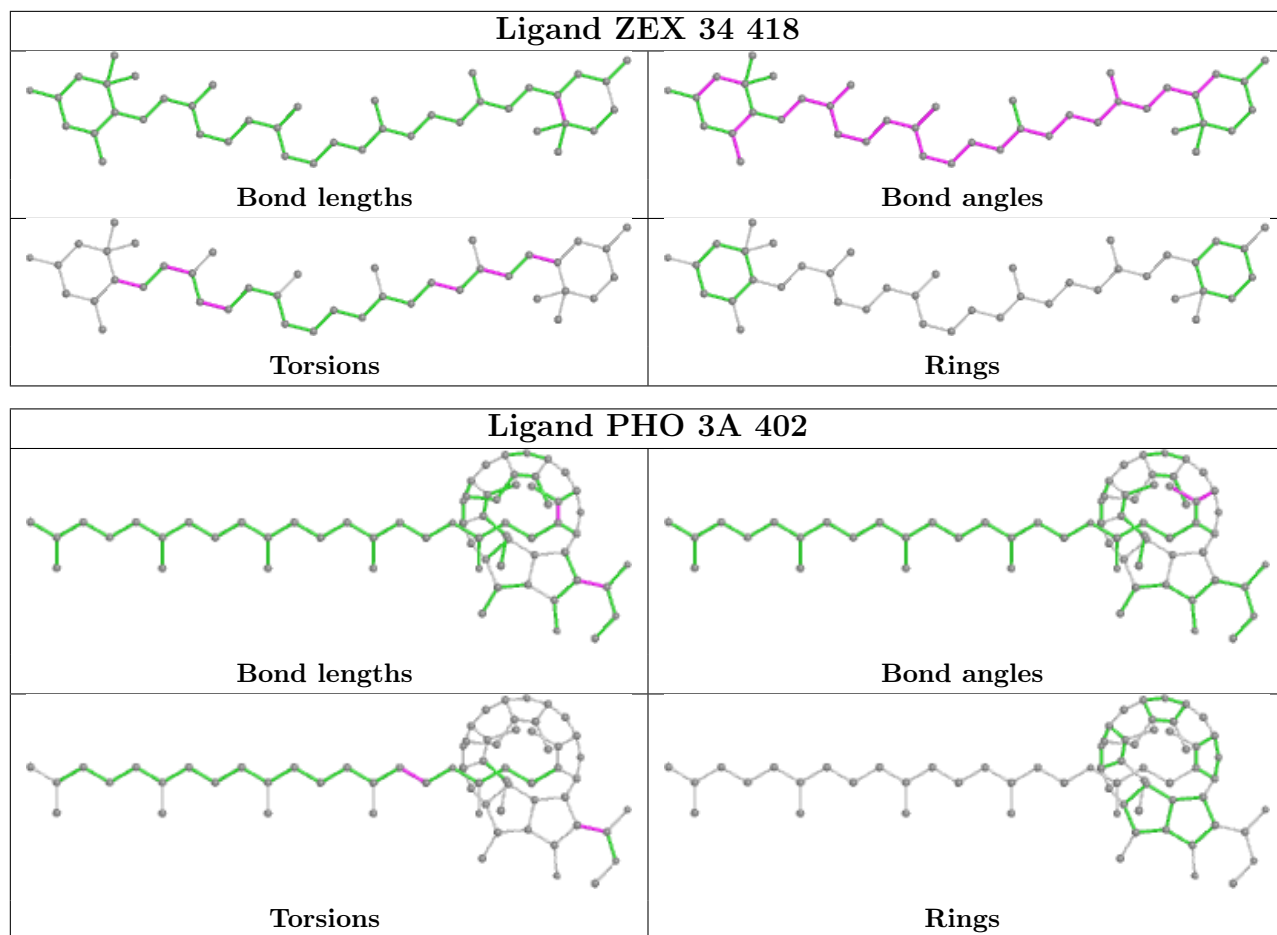 Ligand ZEX 34 418
Bond lengths
Bond angles
Torsions
Rings
Ligand PHO 3A 402
Bond lengths
Bond angles
Torsions
Rings